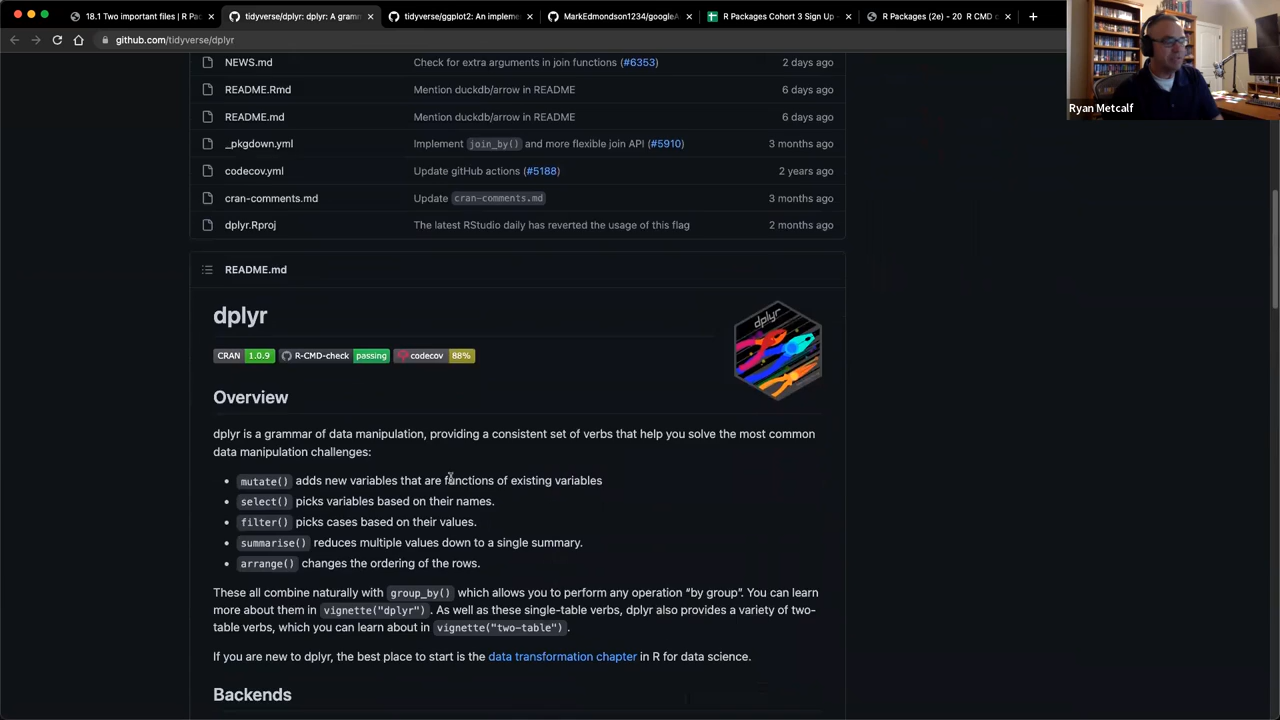 18.1 Two important files | R Pa
tidyverse/dplyr: dplyr: A gram
tidyverse/ggplot2: An impleme
MarkEdmondson1234/googleA
R Packages Cohort 3 Sign Up -
R Packages (2e) - 20 R CMD c
github.com/tidyverse/dplyr
Ryan Metcalf
NEWS.md Check for extra arguments in join functions (#6353) 2 days ago
README.Rmd Mention duckdb/arrow in README 6 days ago
README.md Mention duckdb/arrow in README 6 days ago
_pkgdown.yml Implement join_by() and more flexible join API (#5910) 3 months ago
codecov.yml Update gitHub actions (#5188) 2 years ago
cran-comments.md Update cran-comments.md 3 months ago
dplyr.Rproj The latest RStudio daily has reverted the usage of this flag 2 months ago
README.md
dplyr
dplyr
CRAN 1.0.9 R-CMD-check passing codecov 88%
Overview
dplyr is a grammar of data manipulation, providing a consistent set of verbs that help you solve the most common
data manipulation challenges:
• mutate() adds new variables that are functions of existing variables
• select() picks variables based on their names.
• filter() picks cases based on their values.
• summarise() reduces multiple values down to a single summary.
• arrange() changes the ordering of the rows.
These all combine naturally with group_by() which allows you to perform any operation “by group”. You can learn
more about them in vignette("dplyr"). As well as these single-table verbs, dplyr also provides a variety of two-
table verbs, which you can learn about in vignette("two-table").
If you are new to dplyr, the best place to start is the data transformation chapter in R for data science.
Backends